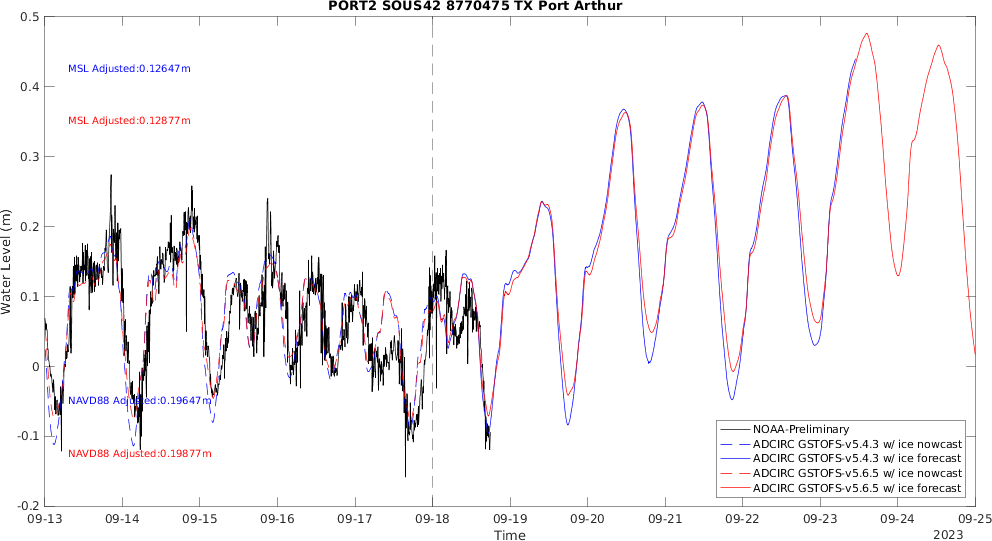 PORT2 SOUS42 8770475 TX Port Arthur
0.5
0.4
0.3
0.2
0.1
0
-0.1
-0.2
Water Level (m)
MSL Adjusted:0.12647m
MSL Adjusted:0.12877m
NAVD88 Adjusted:0.19647m
NAVD88 Adjusted:0.19877m
NOAA-Preliminary
ADCIRC GSTOFS-v5.4.3 w/ ice nowcast
ADCIRC GSTOFS-v5.4.3 w/ ice forecast
ADCIRC GSTOFS-v5.6.5 w/ ice nowcast
ADCIRC GSTOFS-v5.6.5 w/ ice forecast
09-13 09-14 09-15 09-16 09-17 09-18 09-19 09-20 09-21 09-22 09-23 09-24 09-25
Time
2023